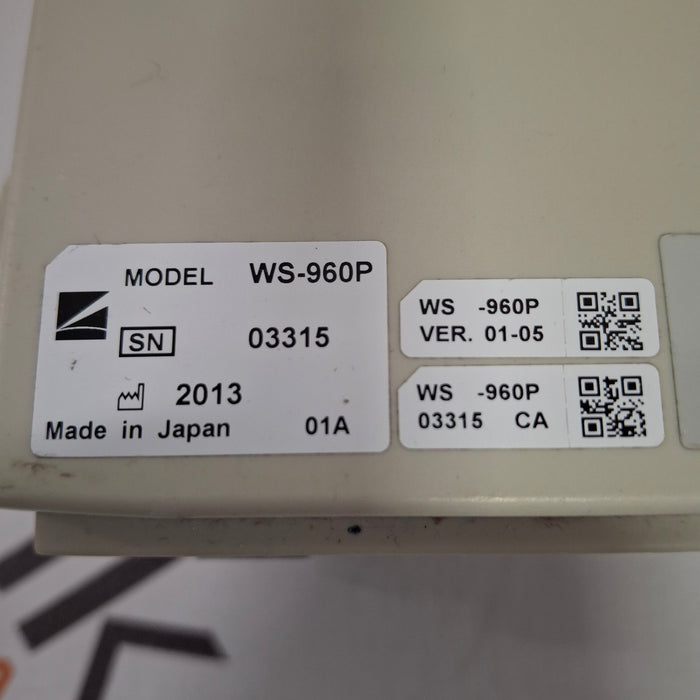 MODEL WS-960P
SN 03315
2013
Made in Japan 01A
WS -960P
VER. 01-05
WS -960P
03315 CA